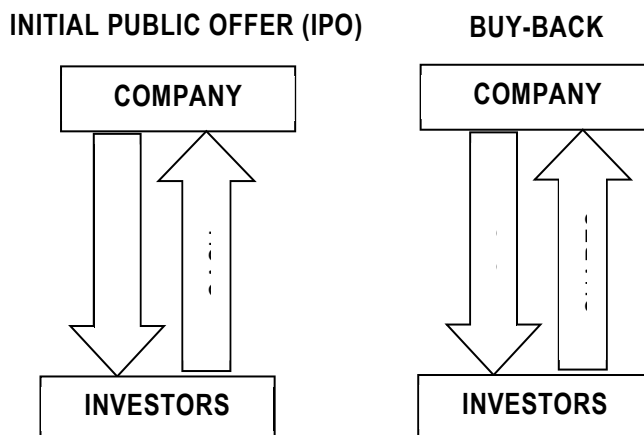 INITIAL PUBLIC OFFER (IPO)
BUY-BACK
COMPANY
COMPANY
INVESTORS
INVESTORS